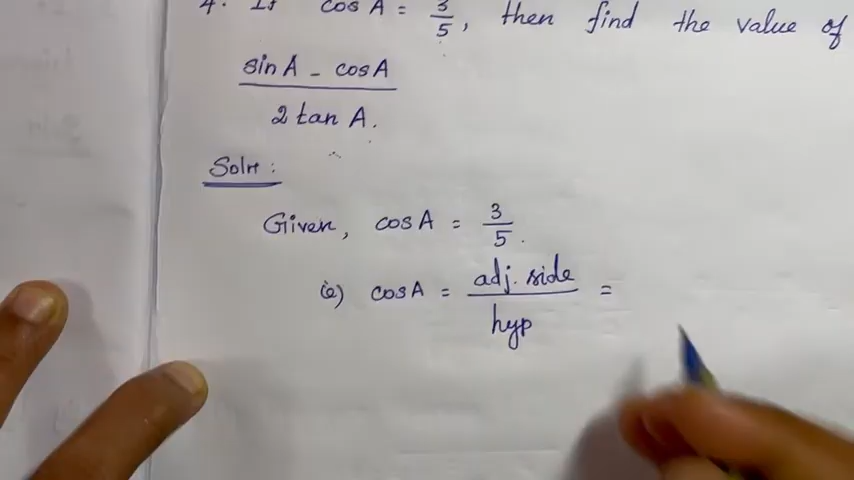 4. If cos A = 3/5, then find the value of
sin A - cos A / 2 tan A.
Soln :
Given, cos A = 3/5.
(ie) cos A = adj. side / hyp =